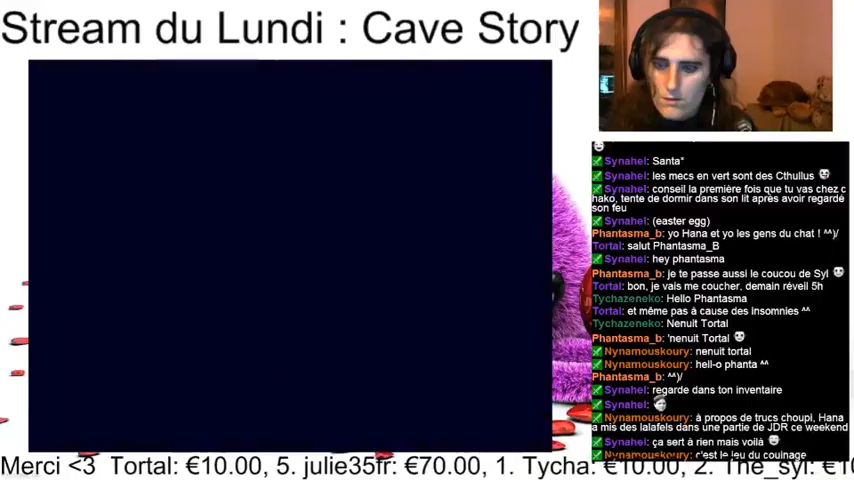 Stream du Lundi : Cave Story
Synahel: Santa*
Synahel: les mecs en vert sont des Cthullus
Synahel: conseil la première fois que tu vas chez c
hako, tente de dormir dans son lit après avoir regardé
son feu
Synahel: (easter egg)
Phantasma_b: yo Hana et yo les gens du chat ! ^^)/
Tortal: salut Phantasma_B
Synahel: hey phantasma
Phantasma_b: je te passe aussi le coucou de Syl
Tortal: bon, je vais me coucher, demain réveil 5h
Tychazeneko: Hello Phantasma
Tortal: et même pas à cause des insomnies ^^
Tychazeneko: Nenuit Tortal
Phantasma_b: 'nenuit Tortal
Nynamouskoury: nenuit tortal
Nynamouskoury: hell-o phanta ^^
Phantasma_b: ^^)/
Synahel: regarde dans ton inventaire
Synahel:
Nynamouskoury: à propos de trucs choupi, Hana
a mis des lalafels dans une partie de JDR ce weekend
Synahel: ça sert à rien mais voilà
Nynamouskoury: c'est le jeu du couinage
Merci <3 Tortal: €10.00, 5. julie35fr: €70.00, 1. Tycha: €10.00, 2. The_syl: €10